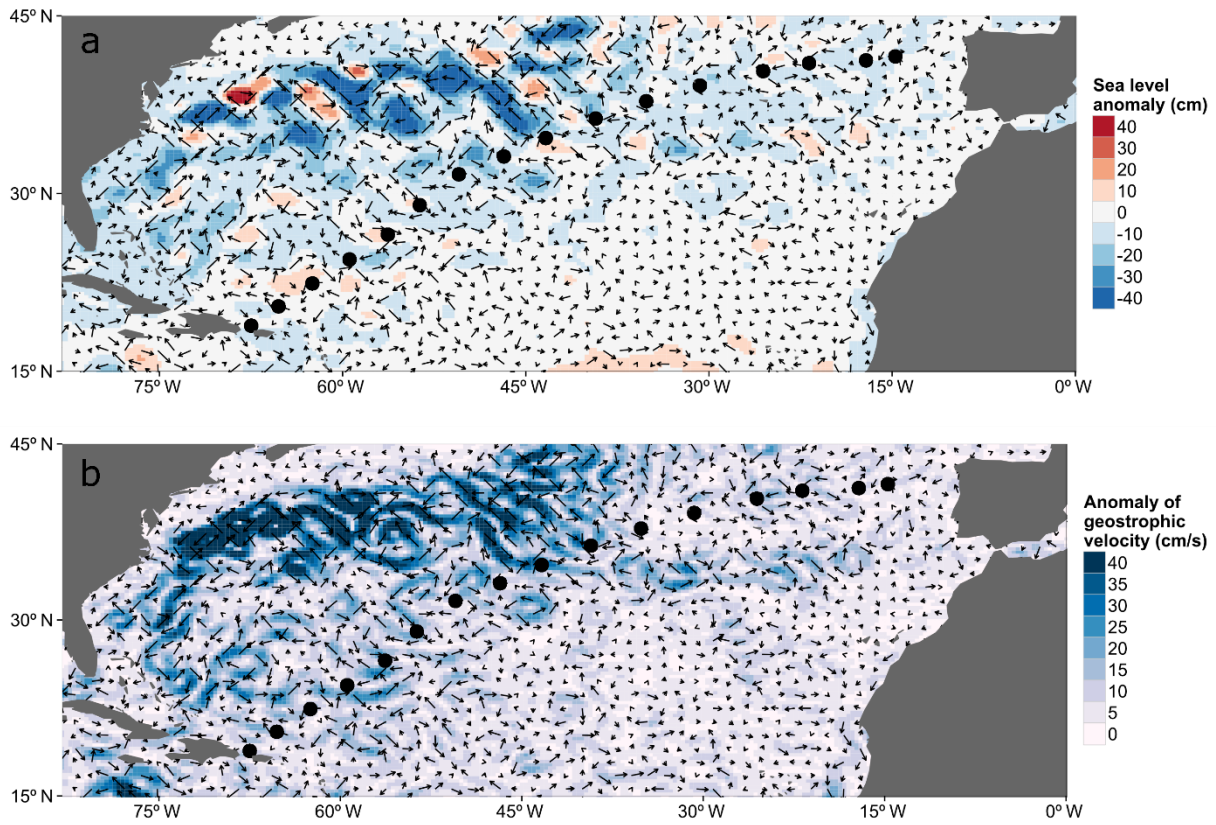 a
45º N
30º N
15º N
75º W
60º W
45º W
30º W
15º W
0º W
Sea level
anomaly (cm)
40
30
20
10
0
-10
-20
-30
-40
b
45º N
30º N
15º N
75º W
60º W
45º W
30º W
15º W
0º W
Anomaly of
geostrophic
velocity (cm/s)
40
35
30
25
20
15
10
5
0